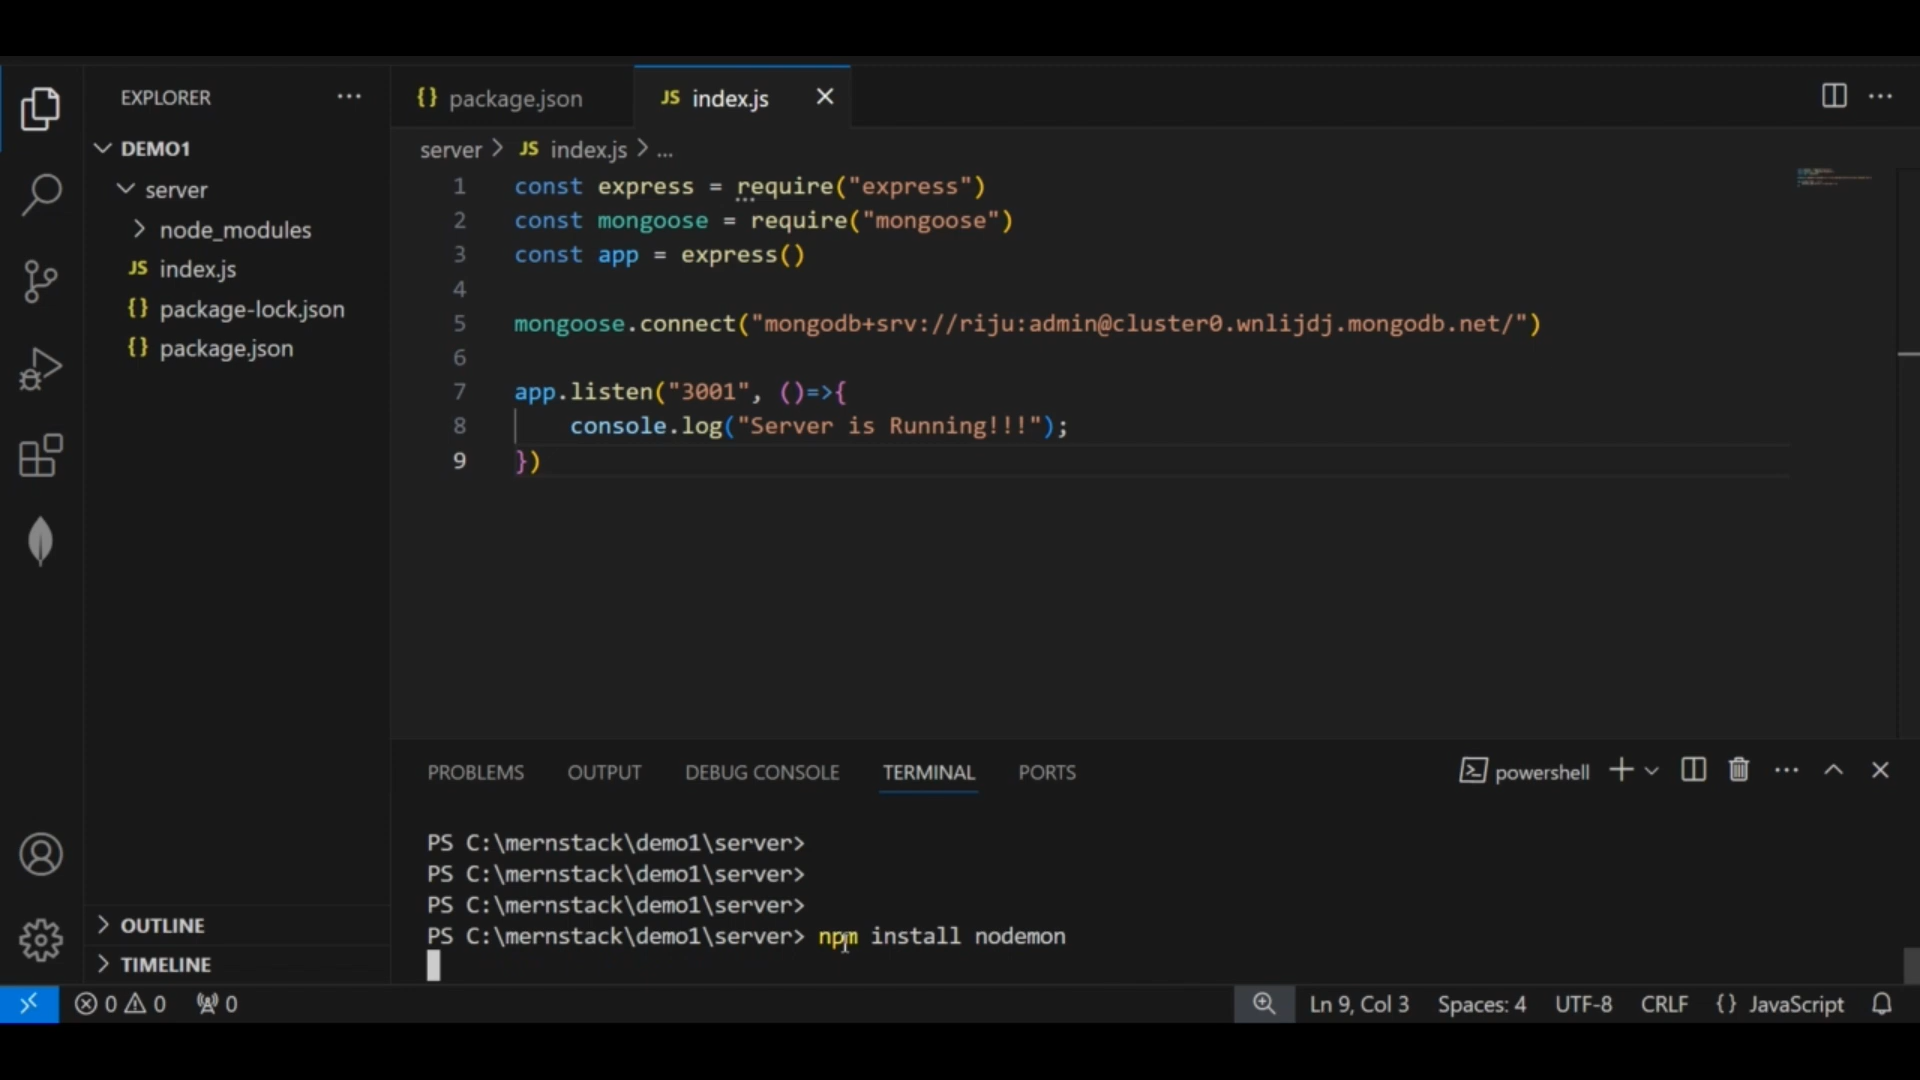 EXPLORER
DEMO1
server
node_modules
JS index.js
{} package-lock.json
{} package.json
OUTLINE
TIMELINE
{} package.json
JS index.js
server > JS index.js > ...
1 const express = require("express")
2 const mongoose = require("mongoose")
3 const app = express()
4
5 mongoose.connect("mongodb+srv://riju:admin@cluster0.wnlijdj.mongodb.net/")
6
7 app.listen("3001", ()=>{
8 console.log("Server is Running!!!");
9 })
PROBLEMS OUTPUT DEBUG CONSOLE TERMINAL PORTS
powershell
PS C:\mernstack\demo1\server>
PS C:\mernstack\demo1\server>
PS C:\mernstack\demo1\server>
PS C:\mernstack\demo1\server> npm install nodemon
0 0 0
Ln 9, Col 3 Spaces: 4 UTF-8 CRLF {} JavaScript